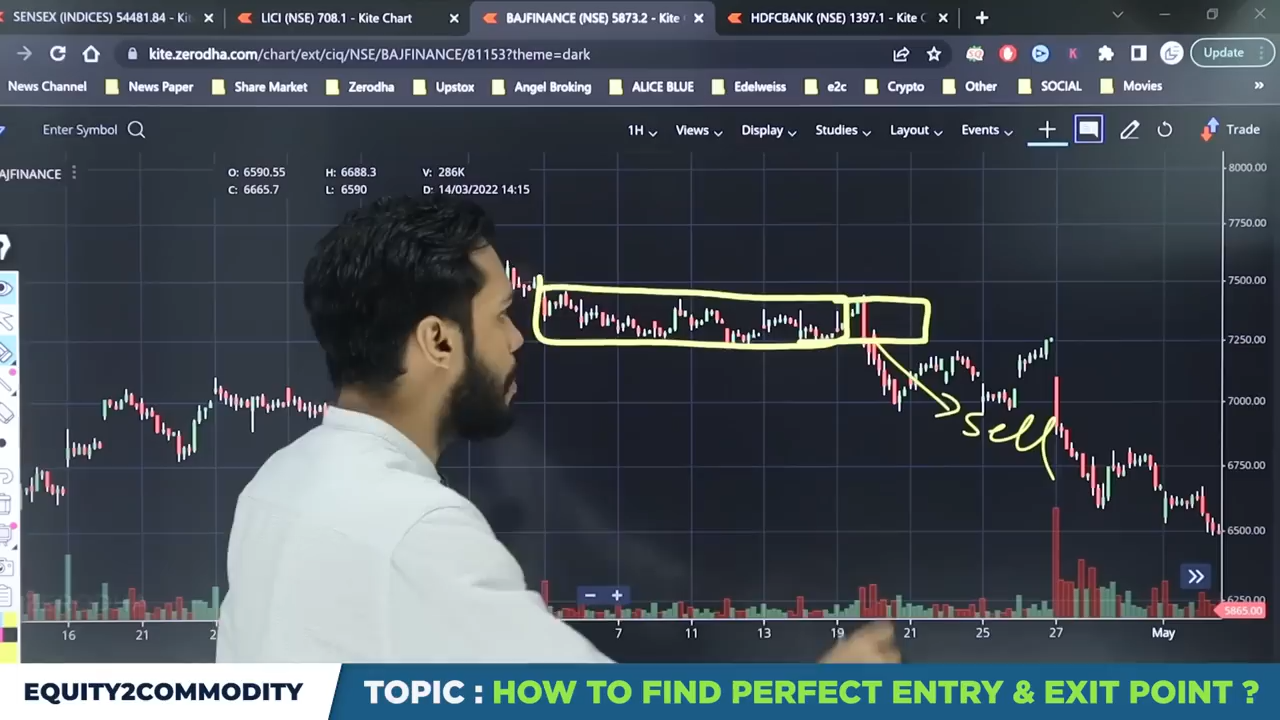 SENSEX (INDICES) 54481.84 - Kit
LICI (NSE) 708.1 - Kite Chart
BAJFINANCE (NSE) 5873.2 - Kite
HDFCBANK (NSE) 1397.1 - Kite C
kite.zerodha.com/chart/ext/ciq/NSE/BAJFINANCE/81153?theme=dark
Update
News Channel
News Paper
Share Market
Zerodha
Upstox
Angel Broking
ALICE BLUE
Edelweiss
e2c
Crypto
Other
SOCIAL
Movies
»
Enter Symbol
1H
Views
Display
Studies
Layout
Events
Trade
AJFINANCE
O: 6590.55 H: 6688.3 V: 286K
C: 6665.7 L: 6590 D: 14/03/2022 14:15
8000.00
7750.00
7500.00
7250.00
7000.00
6750.00
6500.00
6250.00
5865.00
sell
16 21 2 7 11 13 19 21 25 27 May
EQUITY2COMMODITY
TOPIC : HOW TO FIND PERFECT ENTRY & EXIT POINT ?